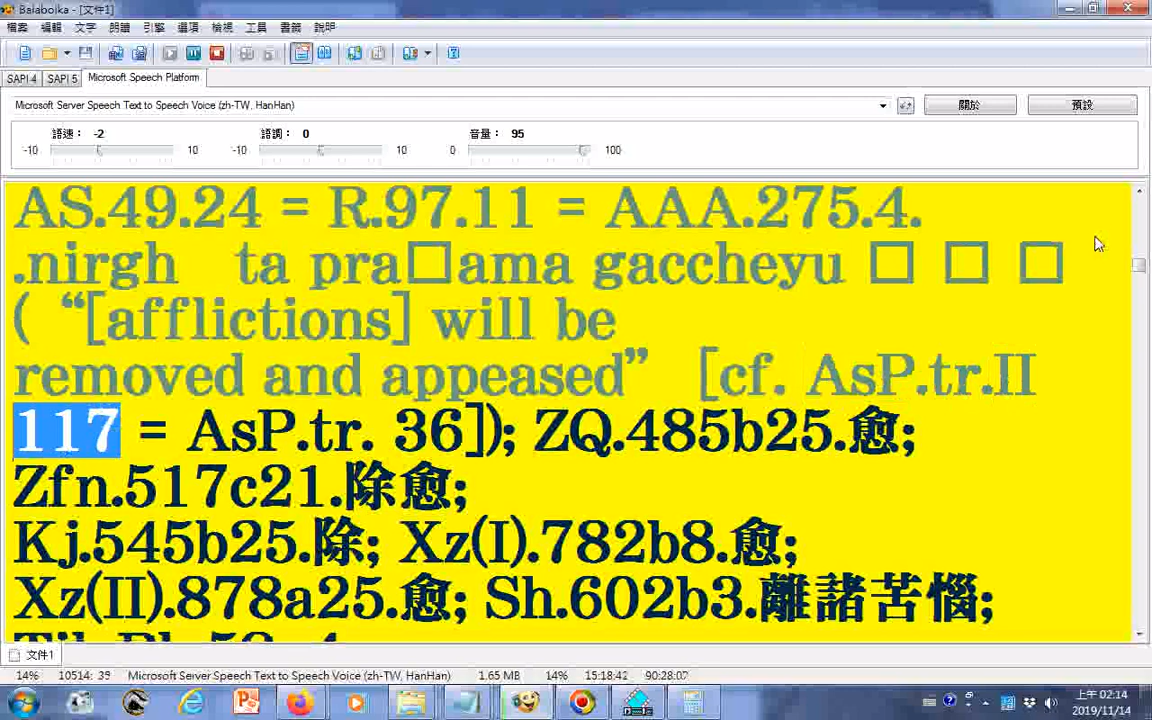 Balabolka - [文件1]
檔案 編輯 文字 朗讀 引擎 選項 檢視 工具 書籤 說明
SAPI 4 SAPI 5 Microsoft Speech Platform
Microsoft Server Speech Text to Speech Voice (zh-TW, HanHan) 關於 預設
語速： -2 語調： 0 音量： 95
-10 10 -10 10 0 100
AS.49.24 = R.97.11 = AAA.275.4.
.nirgh ta pra□ama gaccheyu □ □ □
( “[afflictions] will be
removed and appeased” [cf. AsP.tr.II
117 = AsP.tr. 36]); ZQ.485b25.愈;
Zfn.517c21.除愈;
Kj.545b25.除; Xz(I).782b8.愈;
Xz(II).878a25.愈; Sh.602b3.離諸苦惱;
文件1
14% 10514: 35 Microsoft Server Speech Text to Speech Voice (zh-TW, HanHan) 1.65 MB 14% 15:18:42 90:28:07
上午 02:14
2019/11/14